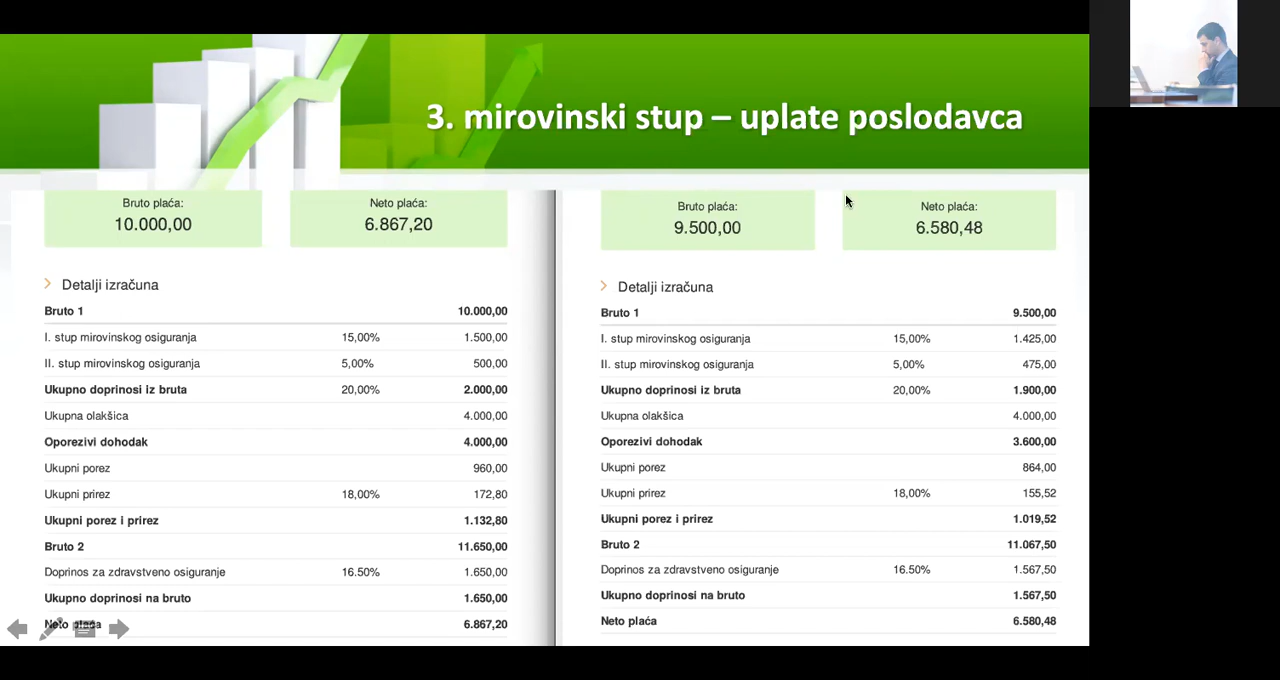 3. mirovinski stup – uplate poslodavca
Bruto plaća:
10.000,00
Neto plaća:
6.867,20
Detalji izračuna
Bruto 1 10.000,00
I. stup mirovinskog osiguranja 15,00% 1.500,00
II. stup mirovinskog osiguranja 5,00% 500,00
Ukupno doprinosi iz bruta 20,00% 2.000,00
Ukupna olakšica 4.000,00
Oporezivi dohodak 4.000,00
Ukupni porez 960,00
Ukupni prirez 18,00% 172,80
Ukupni porez i prirez 1.132,80
Bruto 2 11.650,00
Doprinos za zdravstveno osiguranje 16.50% 1.650,00
Ukupno doprinosi na bruto 1.650,00
Neto plaća 6.867,20
Bruto plaća:
9.500,00
Neto plaća:
6.580,48
Detalji izračuna
Bruto 1 9.500,00
I. stup mirovinskog osiguranja 15,00% 1.425,00
II. stup mirovinskog osiguranja 5,00% 475,00
Ukupno doprinosi iz bruta 20,00% 1.900,00
Ukupna olakšica 4.000,00
Oporezivi dohodak 3.600,00
Ukupni porez 864,00
Ukupni prirez 18,00% 155,52
Ukupni porez i prirez 1.019,52
Bruto 2 11.067,50
Doprinos za zdravstveno osiguranje 16.50% 1.567,50
Ukupno doprinosi na bruto 1.567,50
Neto plaća 6.580,48